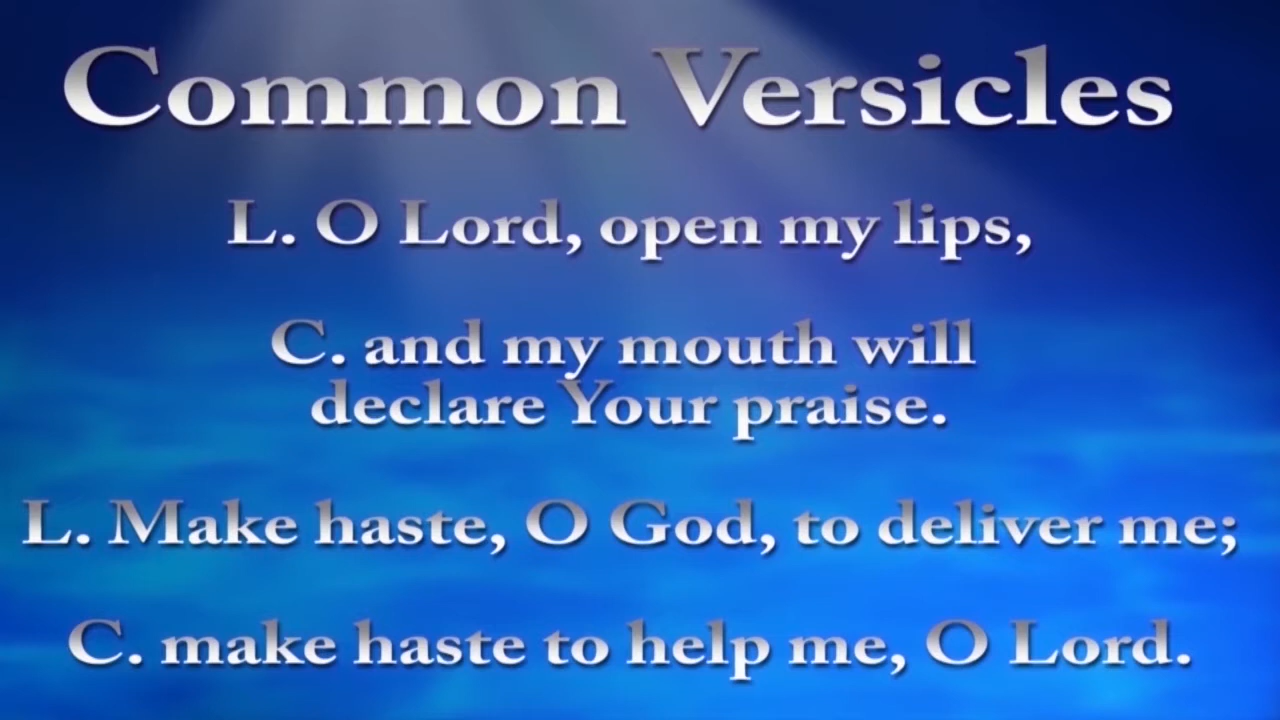 Common Versicles
L. O Lord, open my lips,
C. and my mouth will
declare Your praise.
L. Make haste, O God, to deliver me;
C. make haste to help me, O Lord.